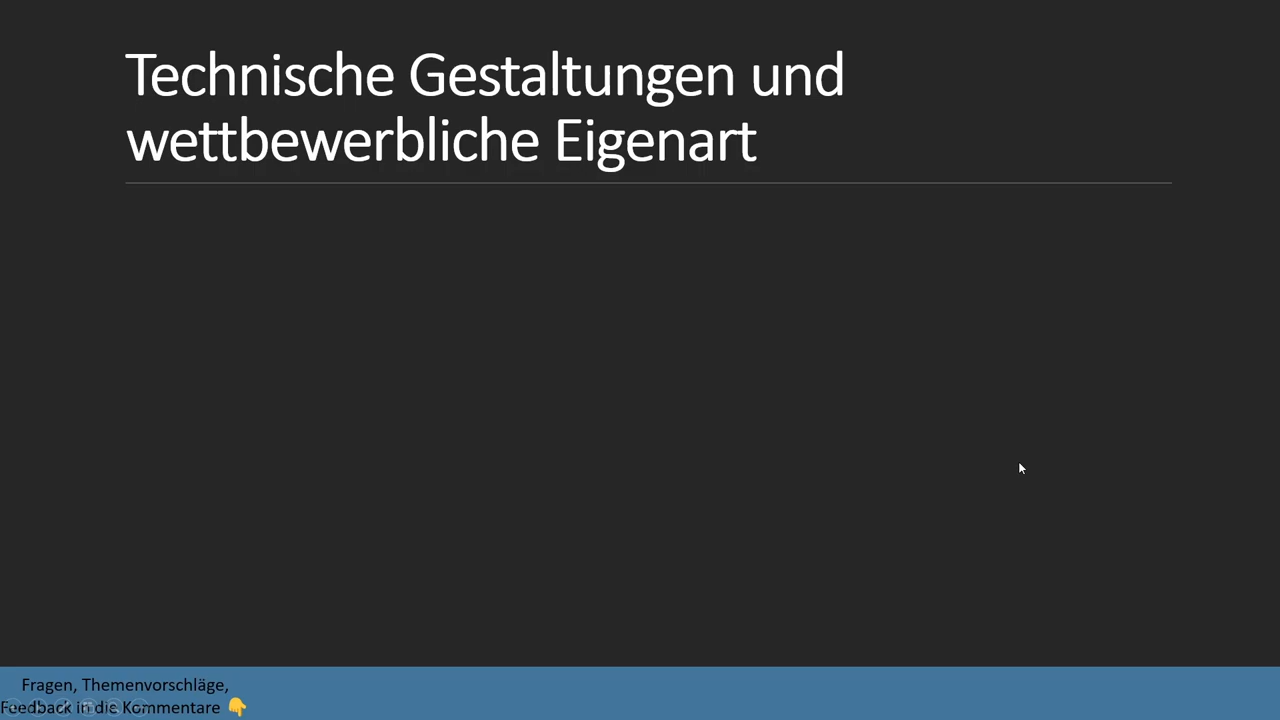 Technische Gestaltungen und
wettbewerbliche Eigenart
Fragen, Themenvorschläge,
Feedback in die Kommentare 👇